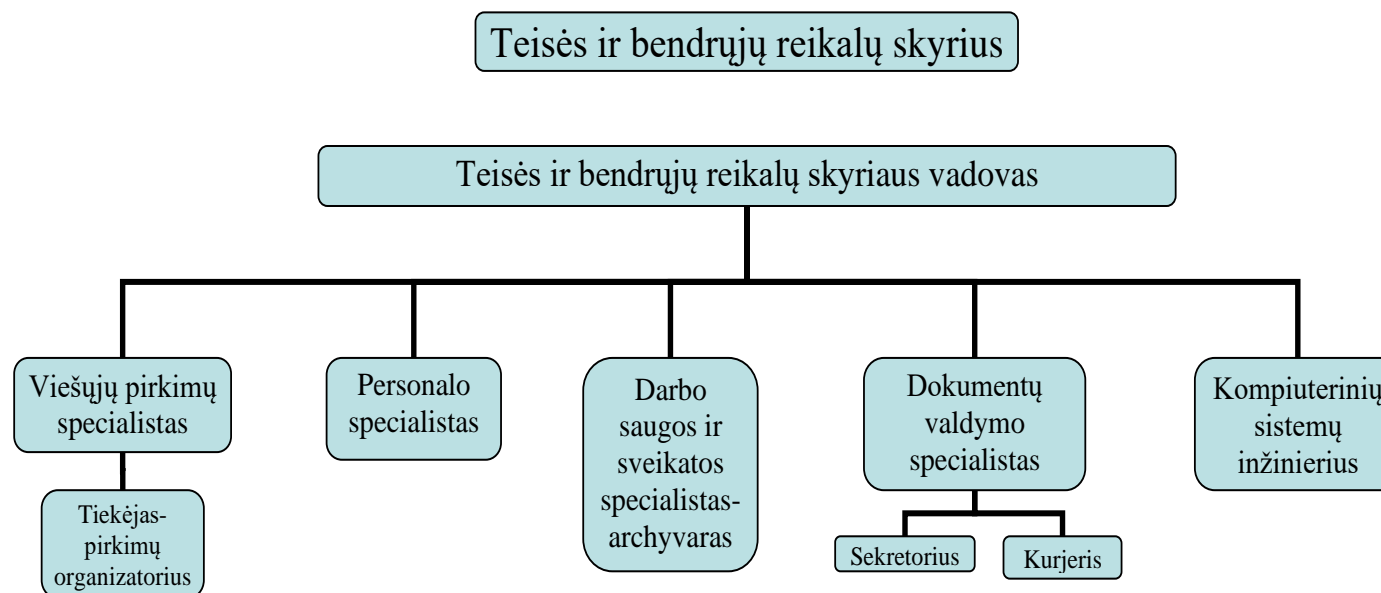 Teisės ir bendrųjų reikalų skyrius
Teisės ir bendrųjų reikalų skyriaus vadovas
Viešųjų pirkimų
specialistas
Personalo
specialistas
Darbo
saugos ir
sveikatos
specialistas-
archyvaras
Dokumentų
valdymo
specialistas
Kompiuterinių
sistemų
inžinierius
Tiekėjas-
pirkimų
organizatorius
Sekretorius
Kurjeris